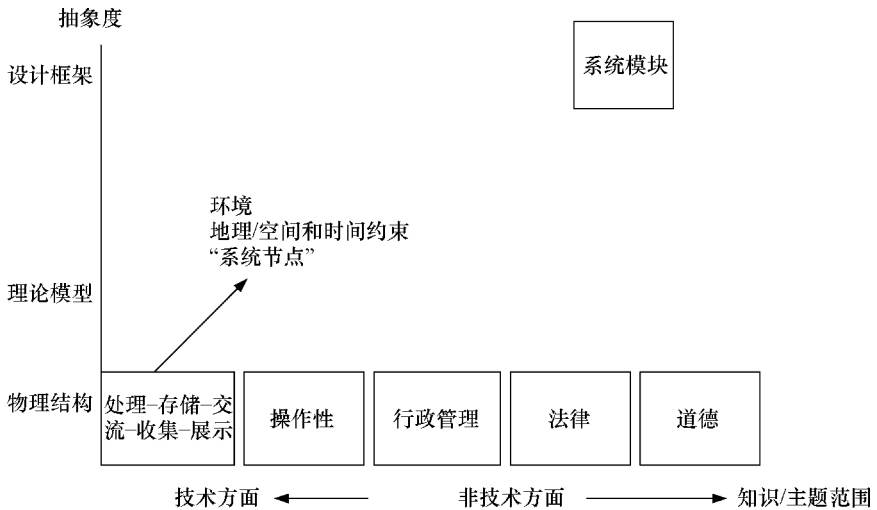 抽象度
设计框架
系统模块
环境
地理/空间和时间约束
“系统节点”
理论模型
物理结构
处理–存储–交
流–收集–展示
操作性
行政管理
法律
道德
技术方面
非技术方面
知识/主题范围